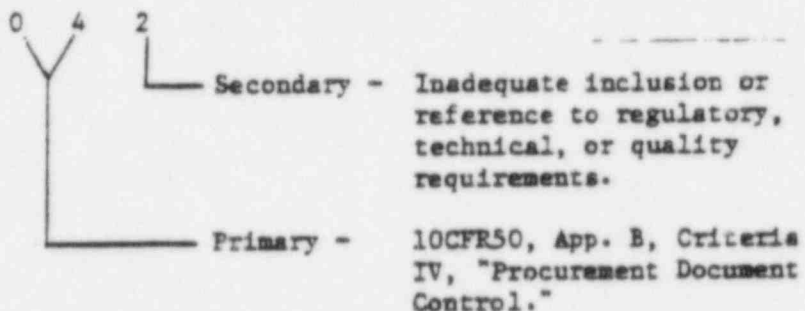 0 4 2
Secondary - Inadequate inclusion or
reference to regulatory,
technical, or quality
requirements.
Primary - 10CFR50, App. B, Criteria
IV, "Procurement Document
Control."